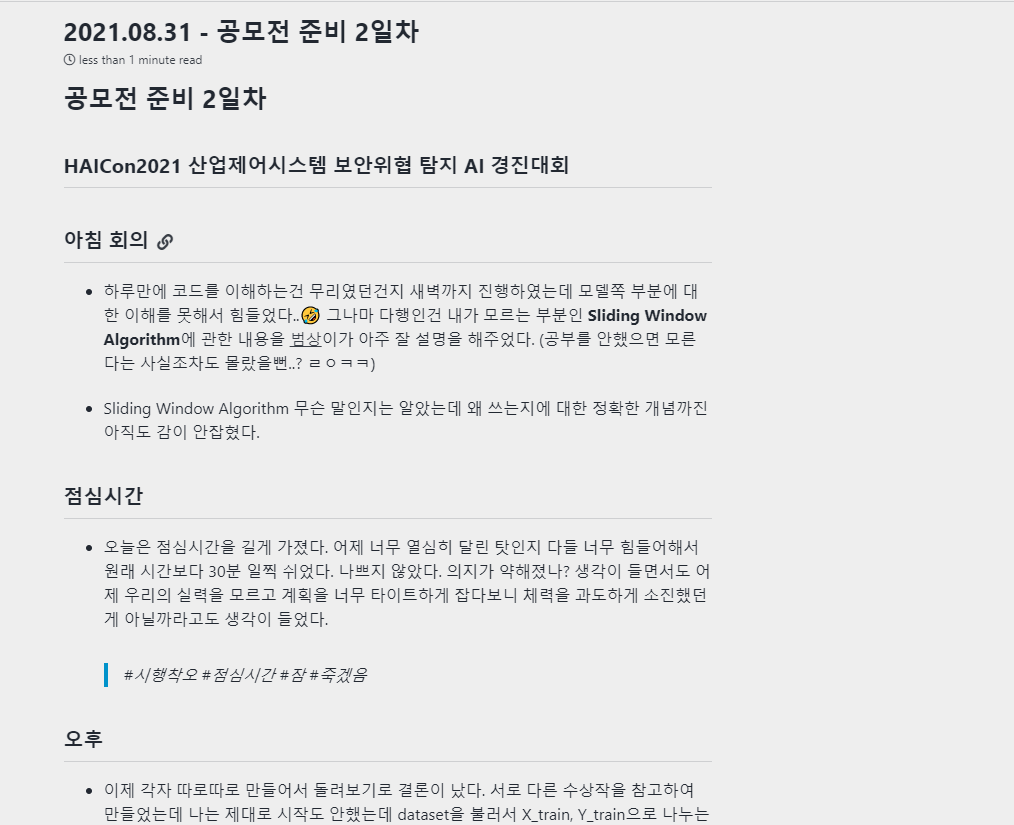 2021.08.31 - 공모전 준비 2일차
less than 1 minute read
공모전 준비 2일차
HAICon2021 산업제어시스템 보안위협 탐지 AI 경진대회
아침 회의
하루만에 코드를 이해하는건 무리였던건지 새벽까지 진행하였는데 모델쪽 부분에 대
한 이해를 못해서 힘들었다..🤣 그나마 다행인건 내가 모르는 부분인 Sliding Window
Algorithm에 관한 내용을 범상이가 아주 잘 설명을 해주었다. (공부를 안했으면 모른
다는 사실조차도 몰랐을뻔..? ㄹㅇㅋㅋ)
Sliding Window Algorithm 무슨 말인지는 알았는데 왜 쓰는지에 대한 정확한 개념까진
아직도 감이 안잡혔다.
점심시간
오늘은 점심시간을 길게 가졌다. 어제 너무 열심히 달린 탓인지 다들 너무 힘들어해서
원래 시간보다 30분 일찍 쉬었다. 나쁘지 않았다. 의지가 약해졌나? 생각이 들면서도 어
제 우리의 실력을 모르고 계획을 너무 타이트하게 잡다보니 체력을 과도하게 소진했던
게 아닐까라고도 생각이 들었다.
#시행착오 #점심시간 #잠 #죽겠음
오후
이제 각자 따로따로 만들어서 돌려보기로 결론이 났다. 서로 다른 수상작을 참고하여
만들었는데 나는 제대로 시작도 안했는데 dataset을 불러서 X_train, Y_train으로 나누는